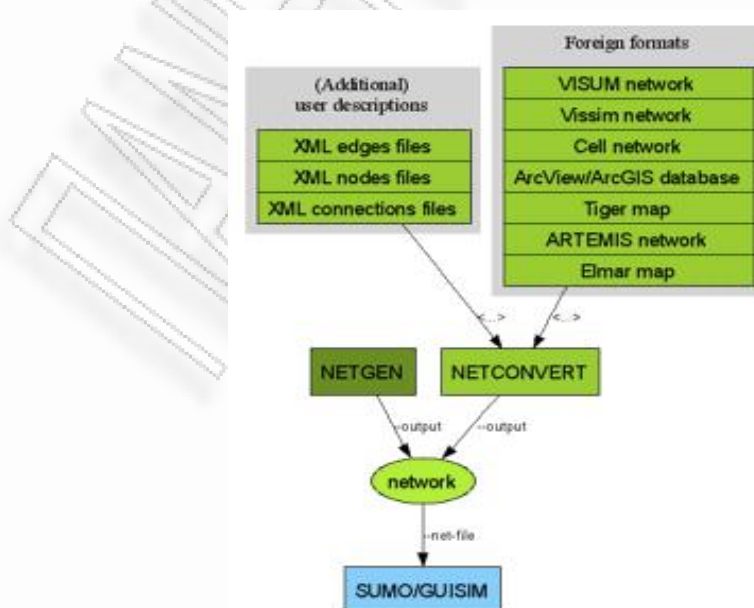 Foreign formats
VISUM network
Vissim network
Cell network
ArcView/ArcGIS database
Tiger map
ARTEMIS network
Elmar map
(Additional)
user descriptions
XML edges files
XML nodes files
XML connections files
<...>
<...>
NETGEN
NETCONVERT
--output
--output
network
--net-file
SUMO/GUISIM